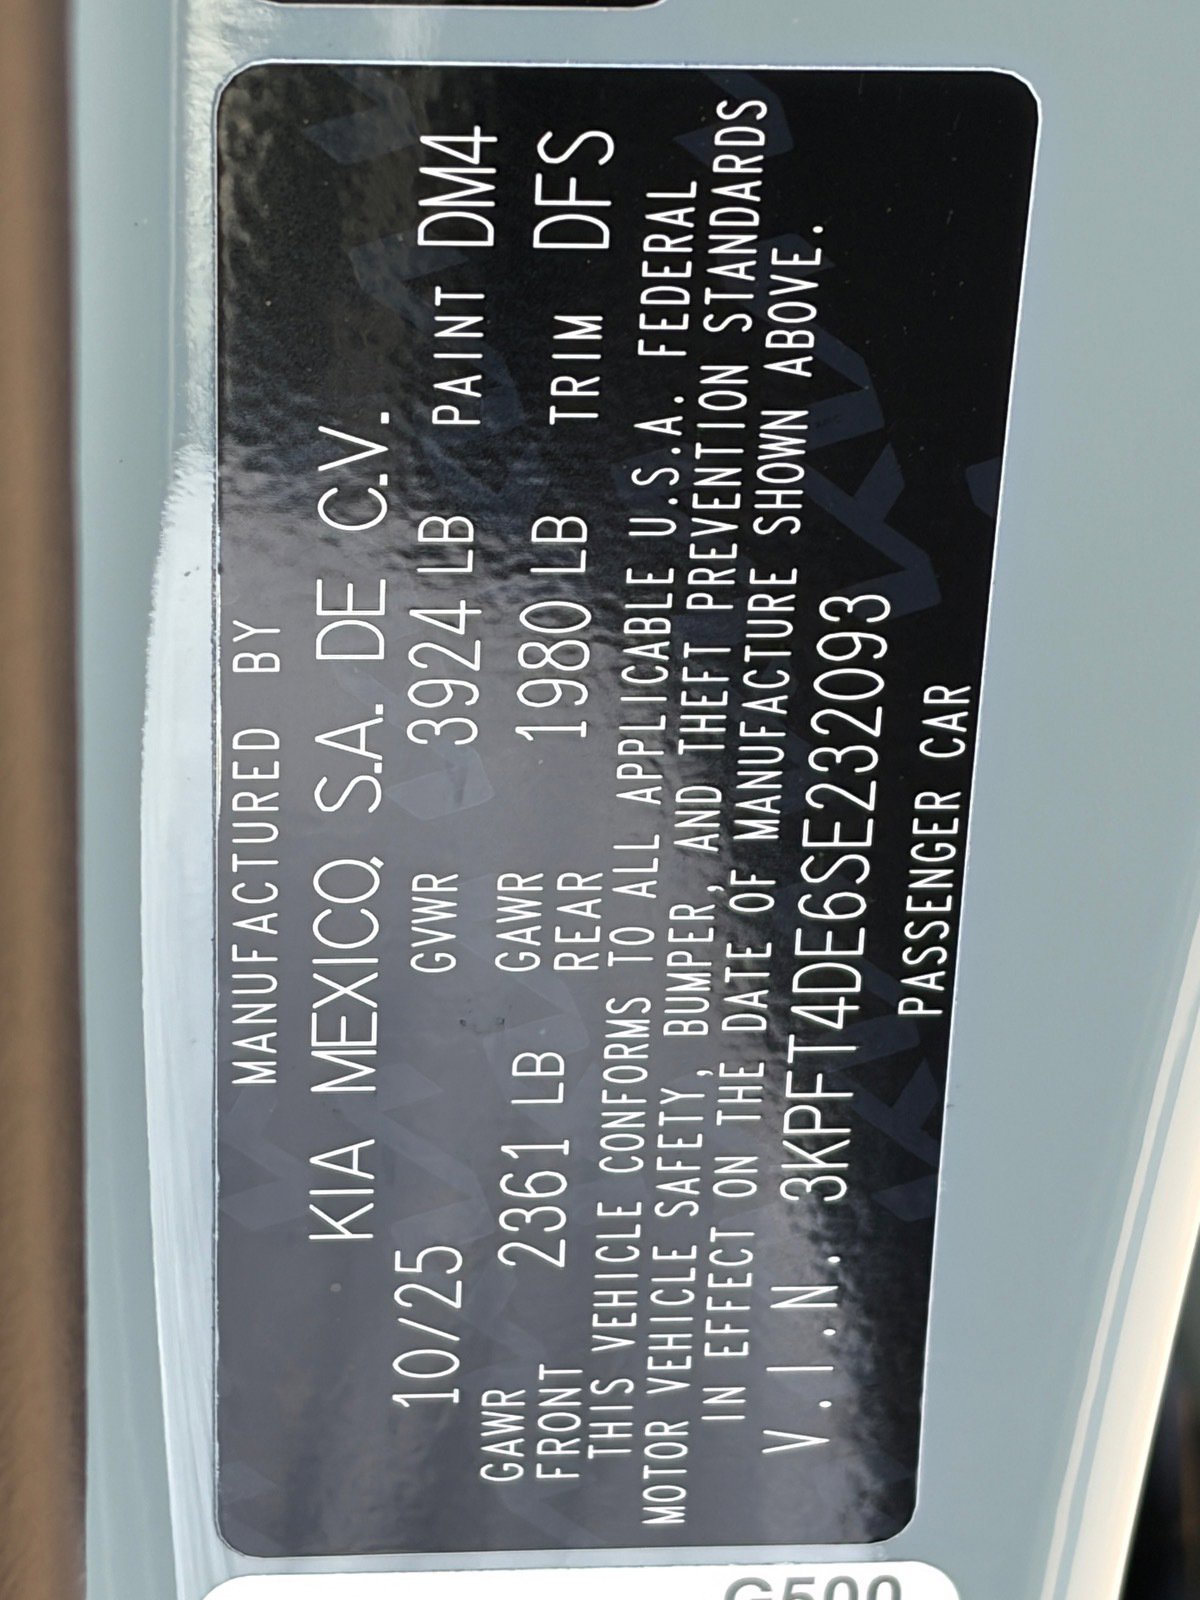 MANUFACTURED BY
KIA MEXICO, S.A. DE C.V.
10/25 GVWR 3924 LB PAINT DM4
GAWR FRONT 2361 LB GAWR REAR 1980 LB TRIM DFS
THIS VEHICLE CONFORMS TO ALL APPLICABLE U.S.A. FEDERAL
MOTOR VEHICLE SAFETY, BUMPER, AND THEFT PREVENTION STANDARDS
IN EFFECT ON THE DATE OF MANUFACTURE SHOWN ABOVE.
V.I.N. 3KPFT4DE6SE232093
PASSENGER CAR
G500